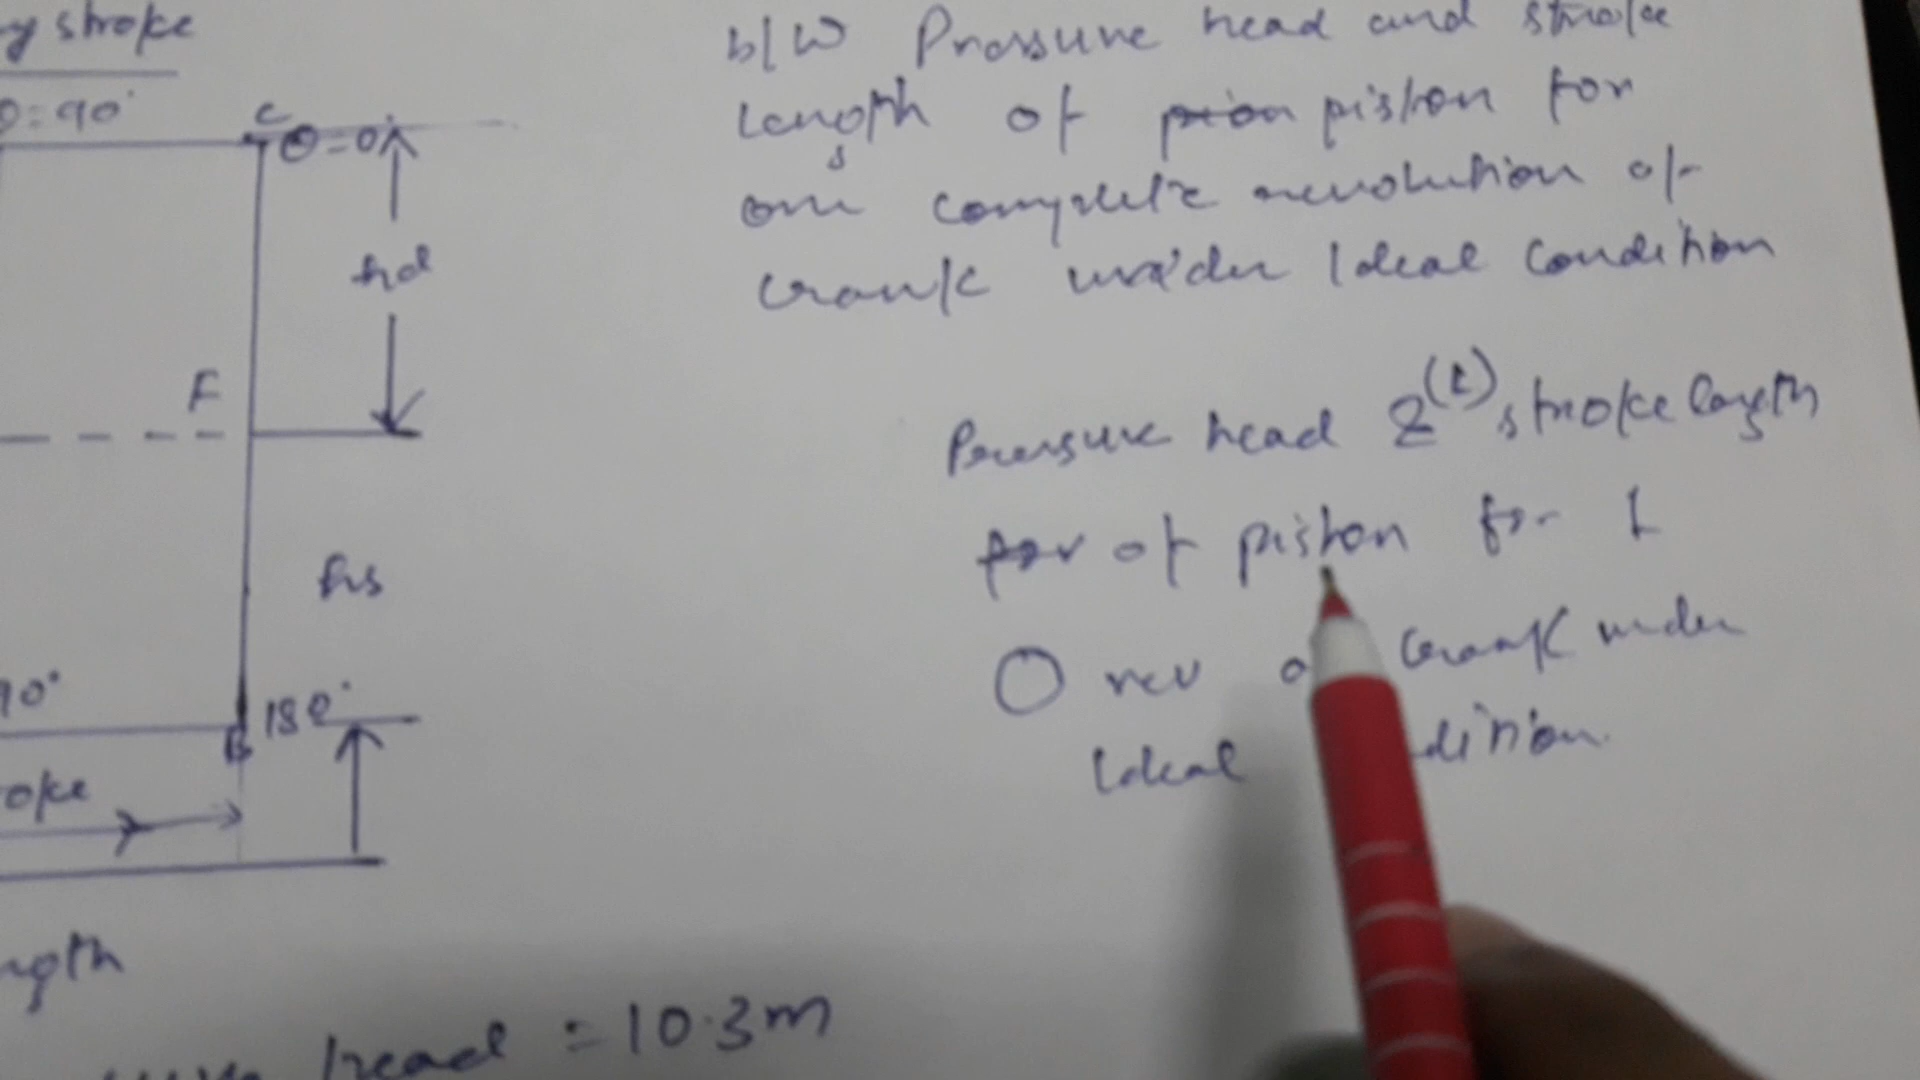 y stroke
θ=90°
C
θ=0°
hd
F
hs
90°
B 180°
oke
ngth
head = 10.3m
b/w Pressure head and stroke
length of piston for
one complete revolution of
crank under Ideal condition
Pressure head & (L) stroke length
for of piston for 1
rev crank under
Ideal dition.